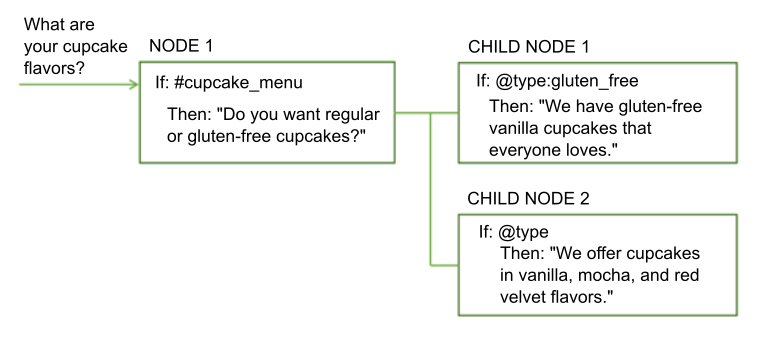 What are
your cupcake
flavors?
NODE 1
If: #cupcake_menu
Then: "Do you want regular
or gluten-free cupcakes?"
CHILD NODE 1
If: @type:gluten_free
Then: "We have gluten-free
vanilla cupcakes that
everyone loves."
CHILD NODE 2
If: @type
Then: "We offer cupcakes
in vanilla, mocha, and red
velvet flavors."